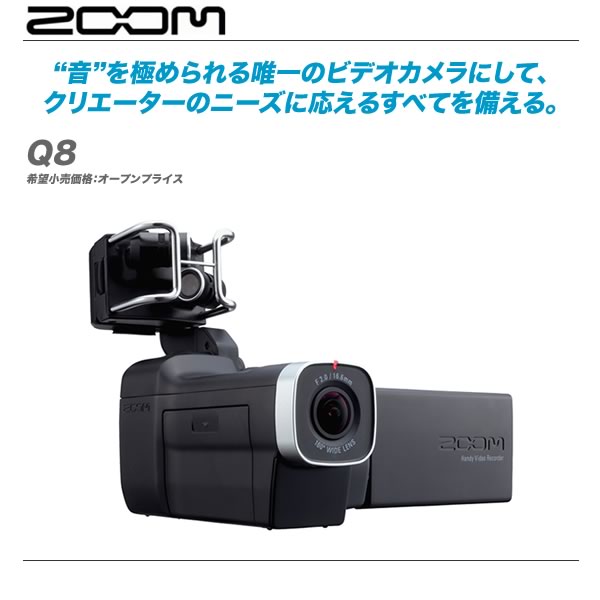 ZOOM
“音”を極められる唯一のビデオカメラにして、
クリエーターのニーズに応えるすべてを備える。
Q8
希望小売価格：オープンプライス
ZOOM
F 2.0 / 16.6mm
160° WIDE LENS
ZOOM
Handy Video Recorder